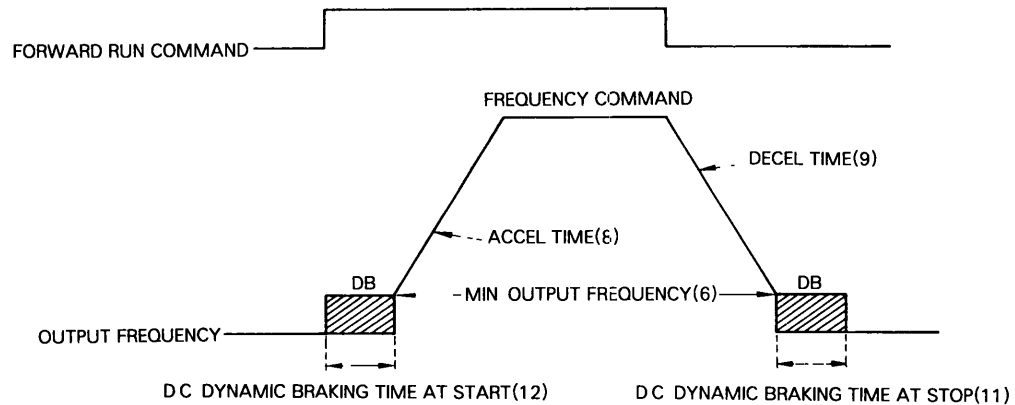 FORWARD RUN COMMAND
FREQUENCY COMMAND
DECEL TIME(9)
ACCEL TIME(8)
DB
MIN OUTPUT FREQUENCY(6)
DB
OUTPUT FREQUENCY
DC DYNAMIC BRAKING TIME AT START(12)
DC DYNAMIC BRAKING TIME AT STOP(11)